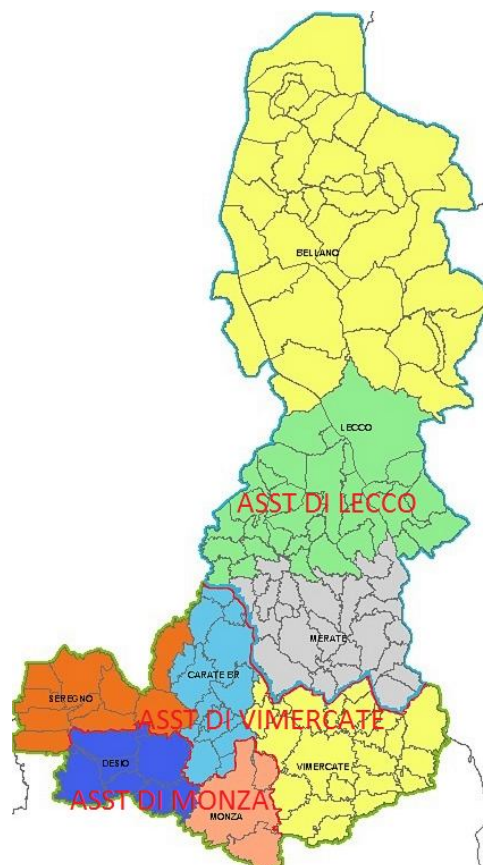 BELLANO
LECCO
ASST DI LECCO
MERATE
CARATE BR
SEREGNO
ASST DI VIMERCATE
DESIO
VIMERCATE
ASST DI MONZA
MONZA